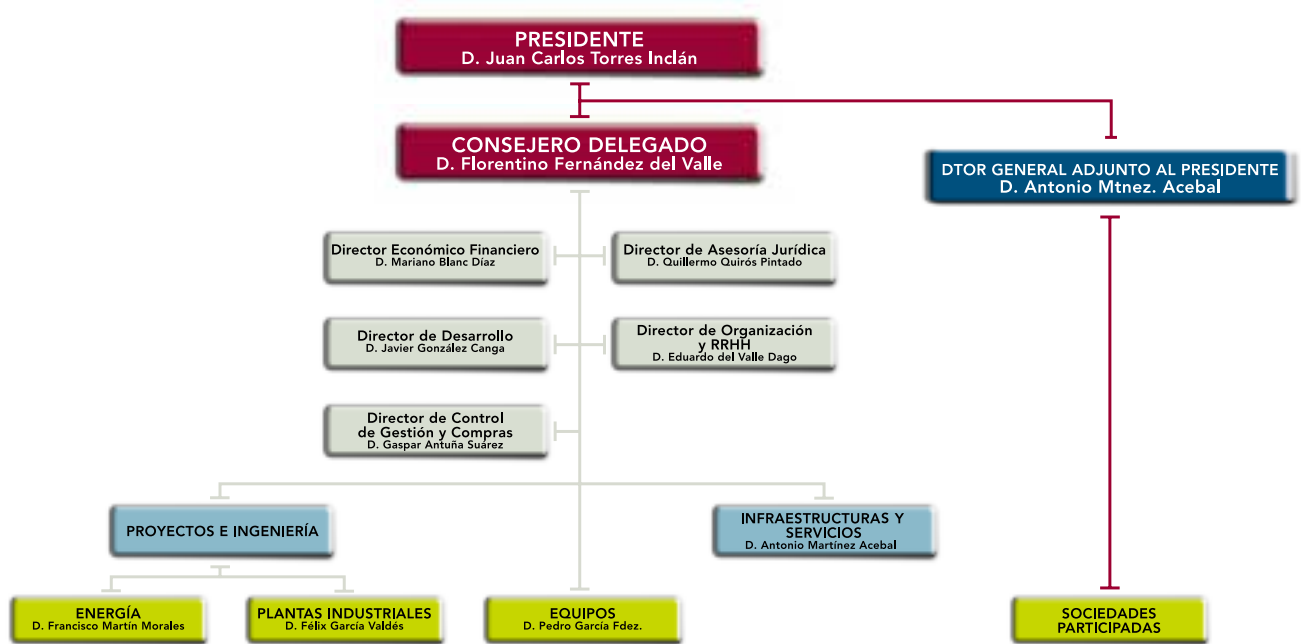 PRESIDENTE
D. Juan Carlos Torres Inclán
CONSEJERO DELEGADO
D. Florentino Fernández del Valle
DTOR GENERAL ADJUNTO AL PRESIDENTE
D. Antonio Mtnez. Acebal
Director Económico Financiero
D. Mariano Blanc Díaz
Director de Asesoría Jurídica
D. Quillermo Quirós Pintado
Director de Desarrollo
D. Javier González Canga
Director de Organización
y RRHH
D. Eduardo del Valle Dago
Director de Control
de Gestión y Compras
D. Gaspar Antuña Suárez
PROYECTOS E INGENIERÍA
INFRAESTRUCTURAS Y
SERVICIOS
D. Antonio Martínez Acebal
ENERGÍA
D. Francisco Martín Morales
PLANTAS INDUSTRIALES
D. Félix García Valdés
EQUIPOS
D. Pedro García Fdez.
SOCIEDADES
PARTICIPADAS